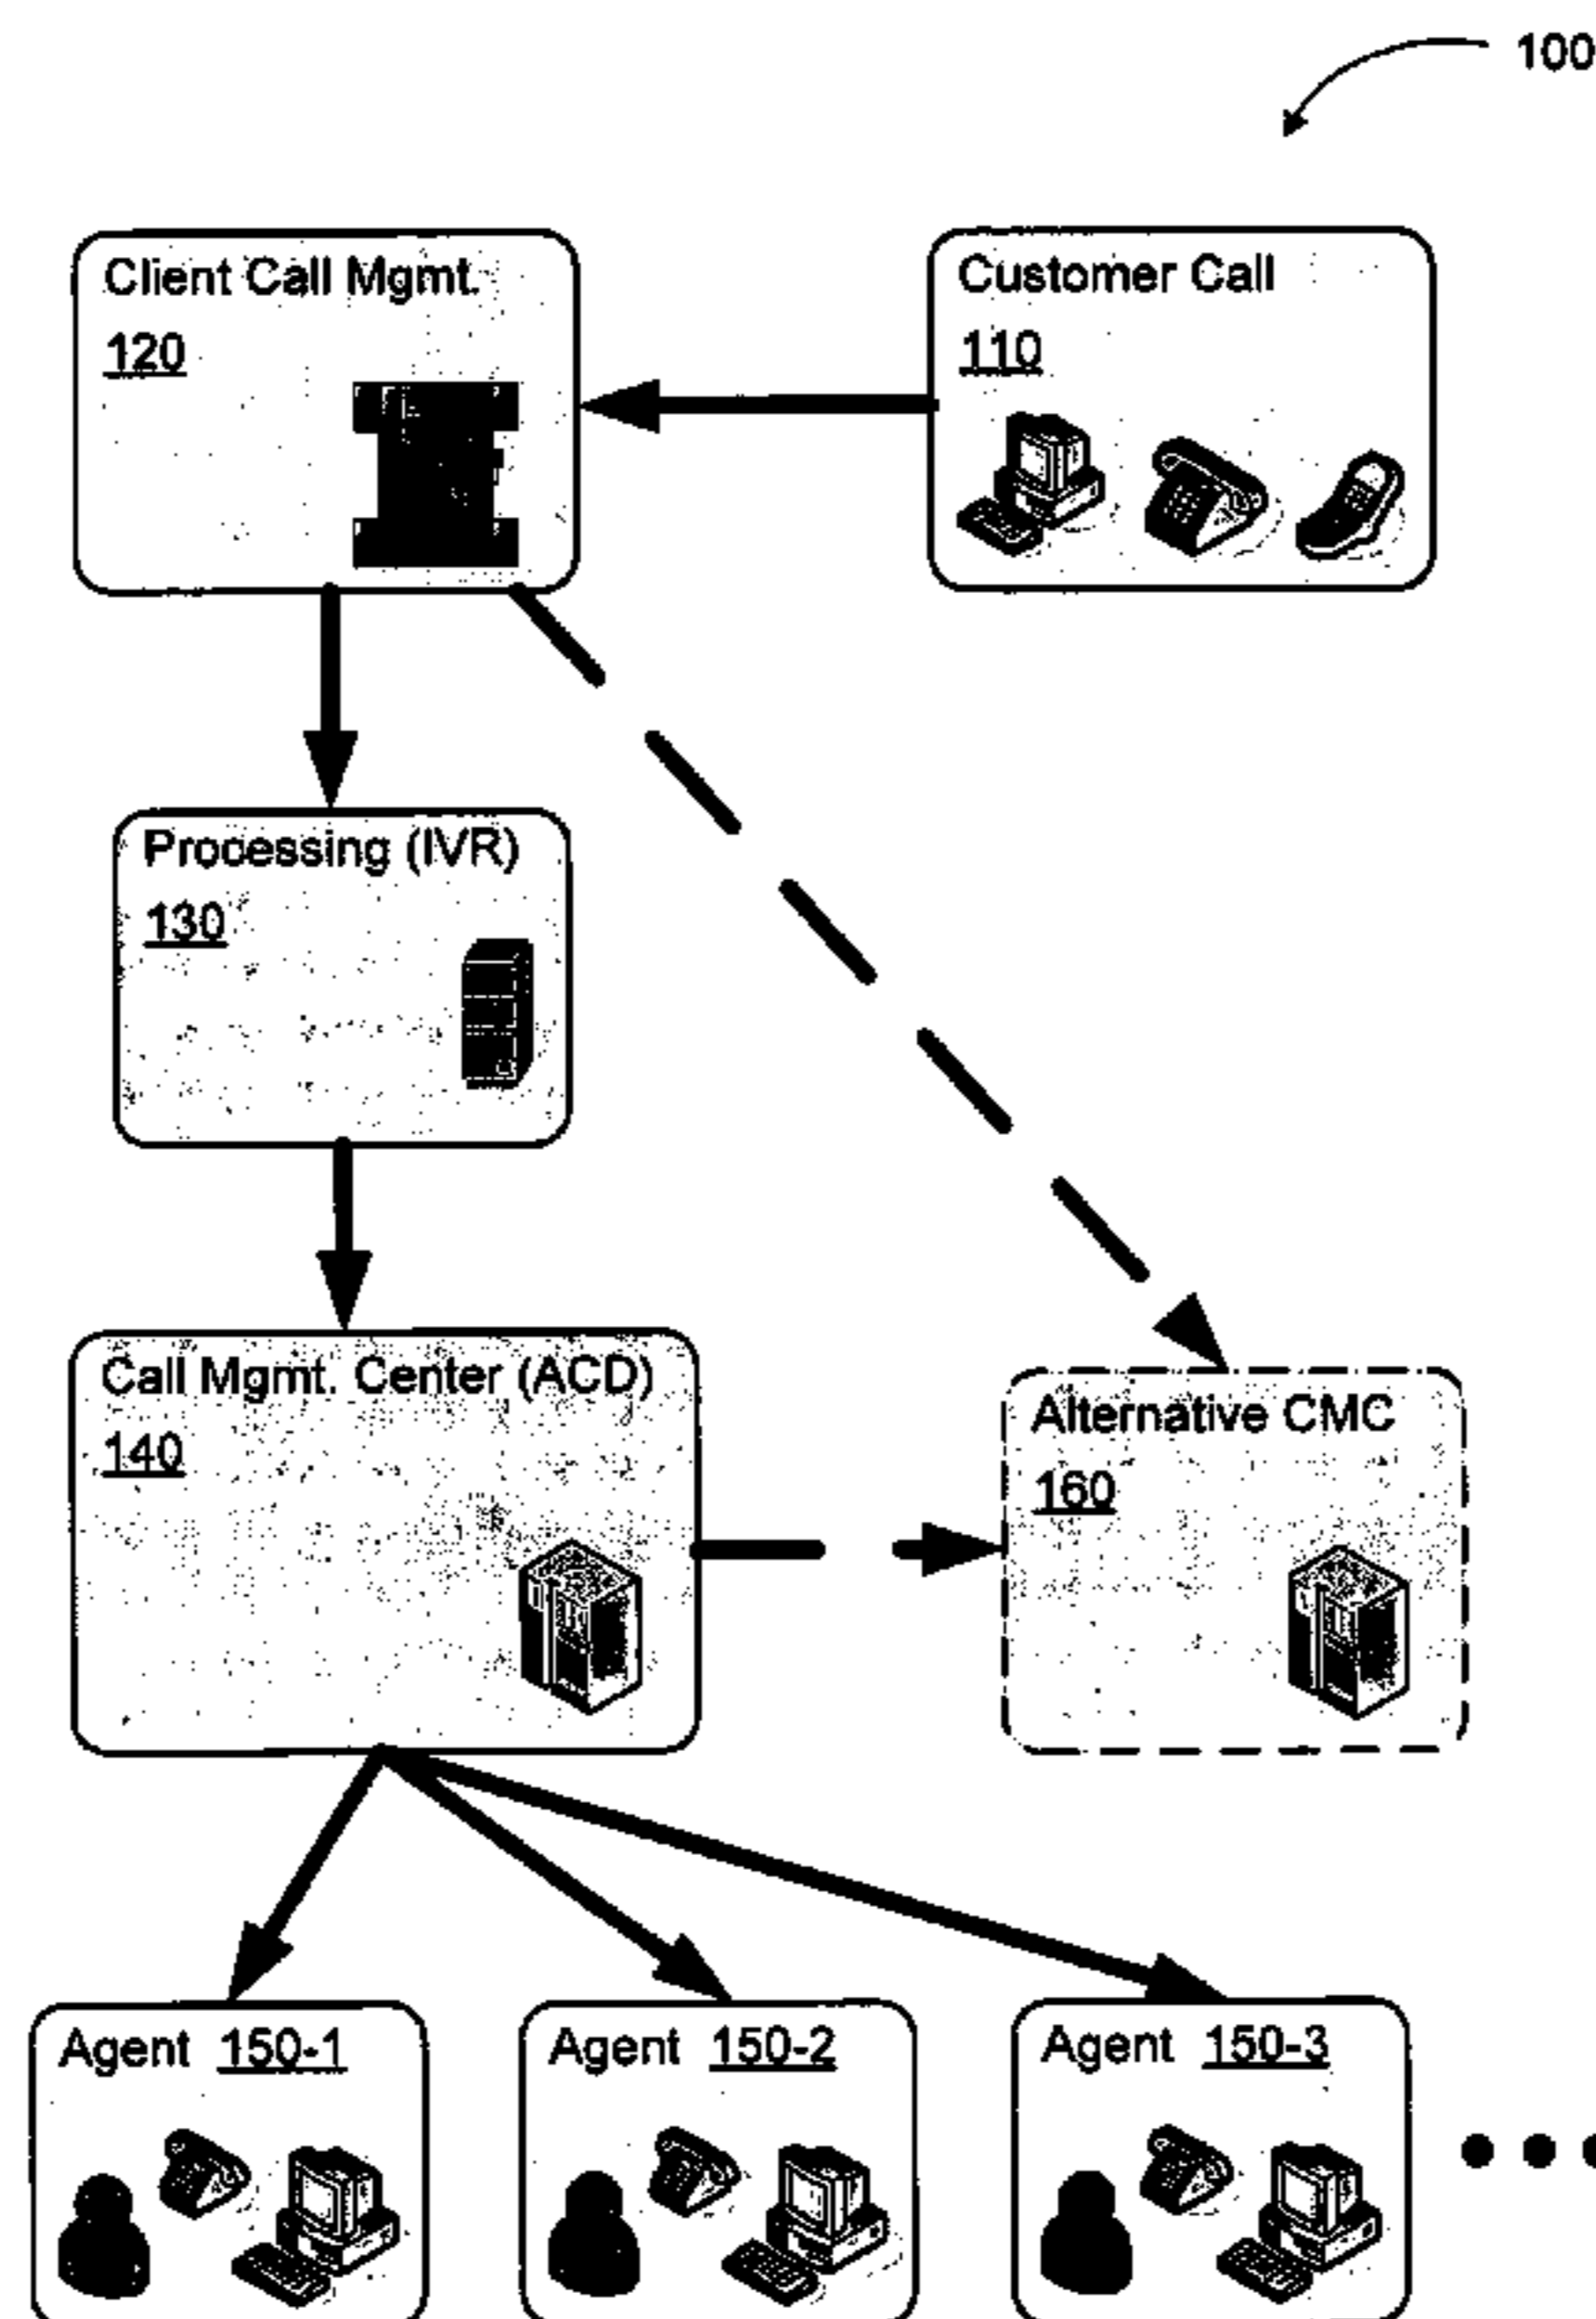 100
Client Call Mgmt.
120
Customer Call
110
Processing (IVR)
130
Call Mgmt. Center (ACD)
140
Alternative CMC
160
Agent 150-1
Agent 150-2
Agent 150-3